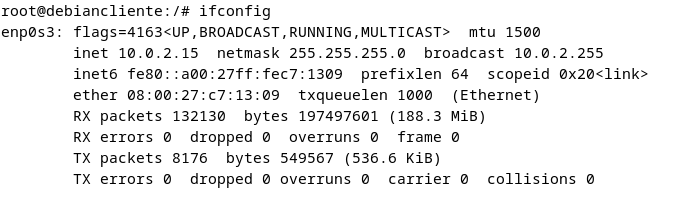 root@debiancliente:/# ifconfig
enp0s3: flags=4163<UP,BROADCAST,RUNNING,MULTICAST>  mtu 1500
        inet 10.0.2.15  netmask 255.255.255.0  broadcast 10.0.2.255
        inet6 fe80::a00:27ff:fec7:1309  prefixlen 64  scopeid 0x20<link>
        ether 08:00:27:c7:13:09  txqueuelen 1000  (Ethernet)
        RX packets 132130  bytes 197497601 (188.3 MiB)
        RX errors 0  dropped 0  overruns 0  frame 0
        TX packets 8176  bytes 549567 (536.6 KiB)
        TX errors 0  dropped 0 overruns 0  carrier 0  collisions 0